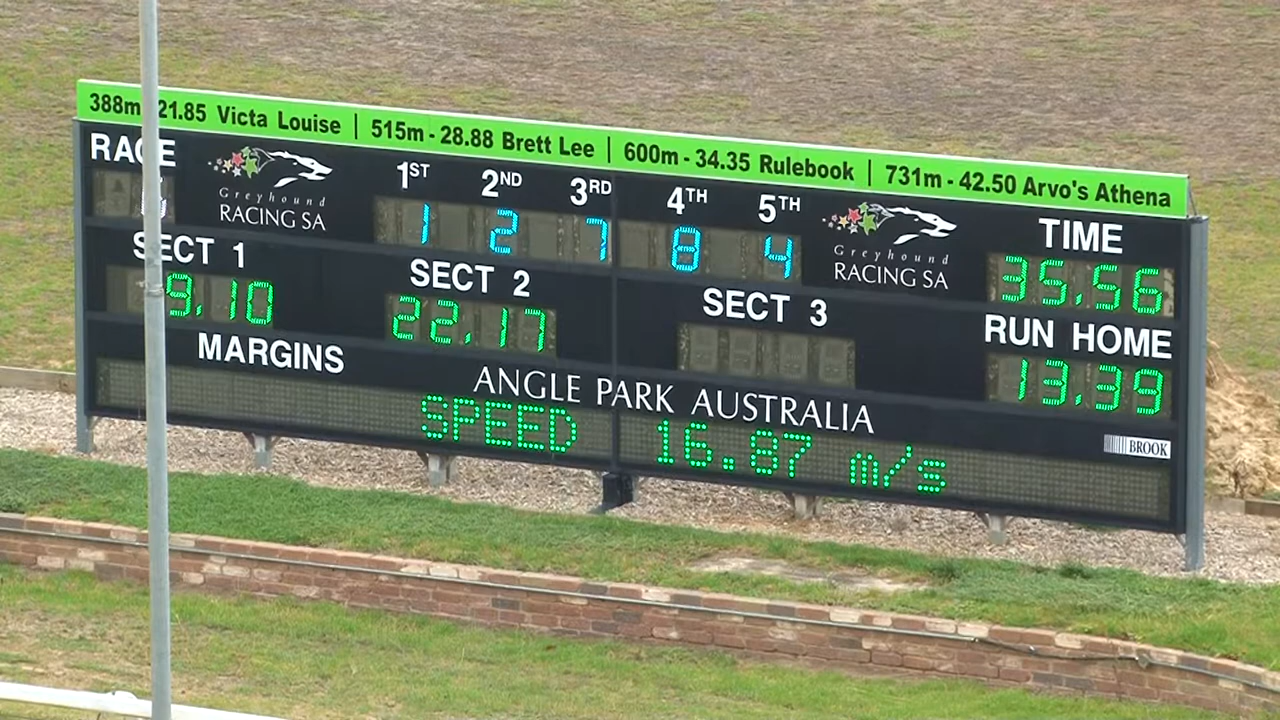 388m 21.85 Victa Louise | 515m - 28.88 Brett Lee | 600m - 34.35 Rulebook | 731m - 42.50 Arvo's Athena
RACE
Greyhound
RACING SA
1ST 2ND 3RD 4TH 5TH
1 2 7 8 4
Greyhound
RACING SA
TIME
35.56
SECT 1
9.10
SECT 2
22.17
SECT 3
RUN HOME
13.39
MARGINS
ANGLE PARK AUSTRALIA
SPEED 16.87 m/s
BROOK